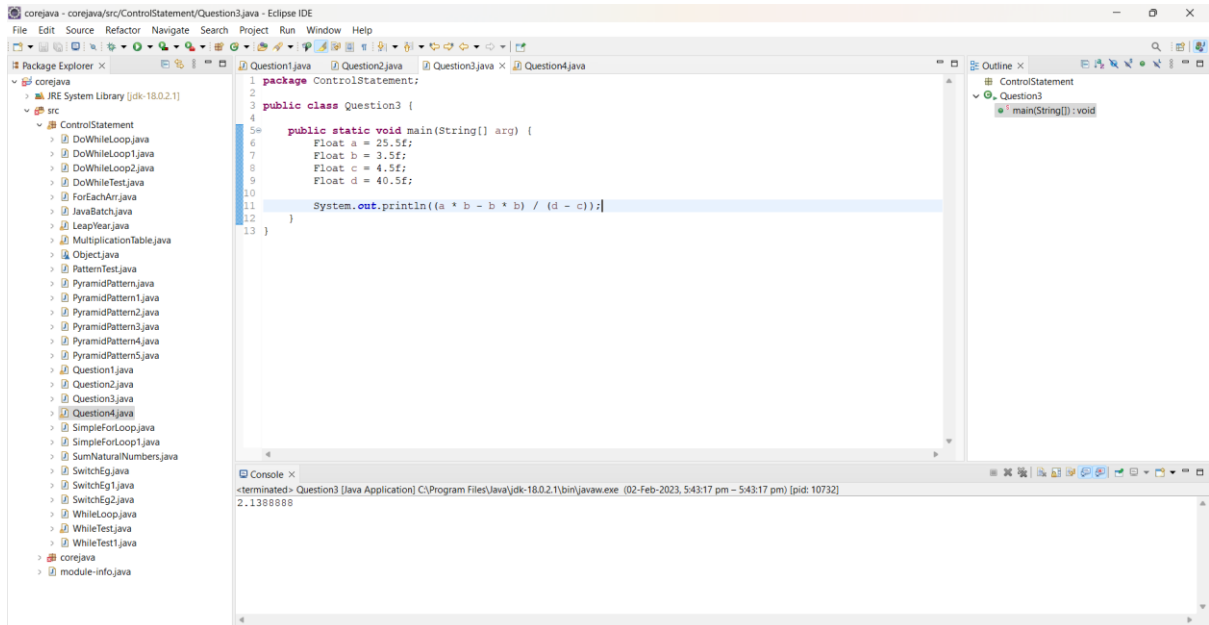 corejava - corejava/src/ControlStatement/Question3.java - Eclipse IDE
File Edit Source Refactor Navigate Search Project Run Window Help
Package Explorer
corejava
JRE System Library [jdk-18.0.2.1]
src
ControlStatement
DoWhileLoop.java
DoWhileLoop1.java
DoWhileLoop2.java
DoWhileTest.java
ForEachArr.java
JavaBatch.java
LeapYear.java
MultiplicationTable.java
Object.java
PatternTest.java
PyramidPattern.java
PyramidPattern1.java
PyramidPattern2.java
PyramidPattern3.java
PyramidPattern4.java
PyramidPattern5.java
Question1.java
Question2.java
Question3.java
Question4.java
SimpleForLoop.java
SimpleForLoop1.java
SumNaturalNumbers.java
SwitchEg.java
SwitchEg1.java
SwitchEg2.java
WhileLoop.java
WhileTest.java
WhileTest1.java
corejava
module-info.java
Question1.java Question2.java Question3.java Question4.java
1 package ControlStatement;
2
3 public class Question3 {
4
5 public static void main(String[] arg) {
6 Float a = 25.5f;
7 Float b = 3.5f;
8 Float c = 4.5f;
9 Float d = 40.5f;
10
11 System.out.println((a * b - b * b) / (d - c));
12 }
13 }
Console
<terminated> Question3 [Java Application] C:\Program Files\Java\jdk-18.0.2.1\bin\javaw.exe (02-Feb-2023, 5:43:17 pm – 5:43:17 pm) [pid: 10732]
2.1388888
Outline
ControlStatement
Question3
main(String[]) : void